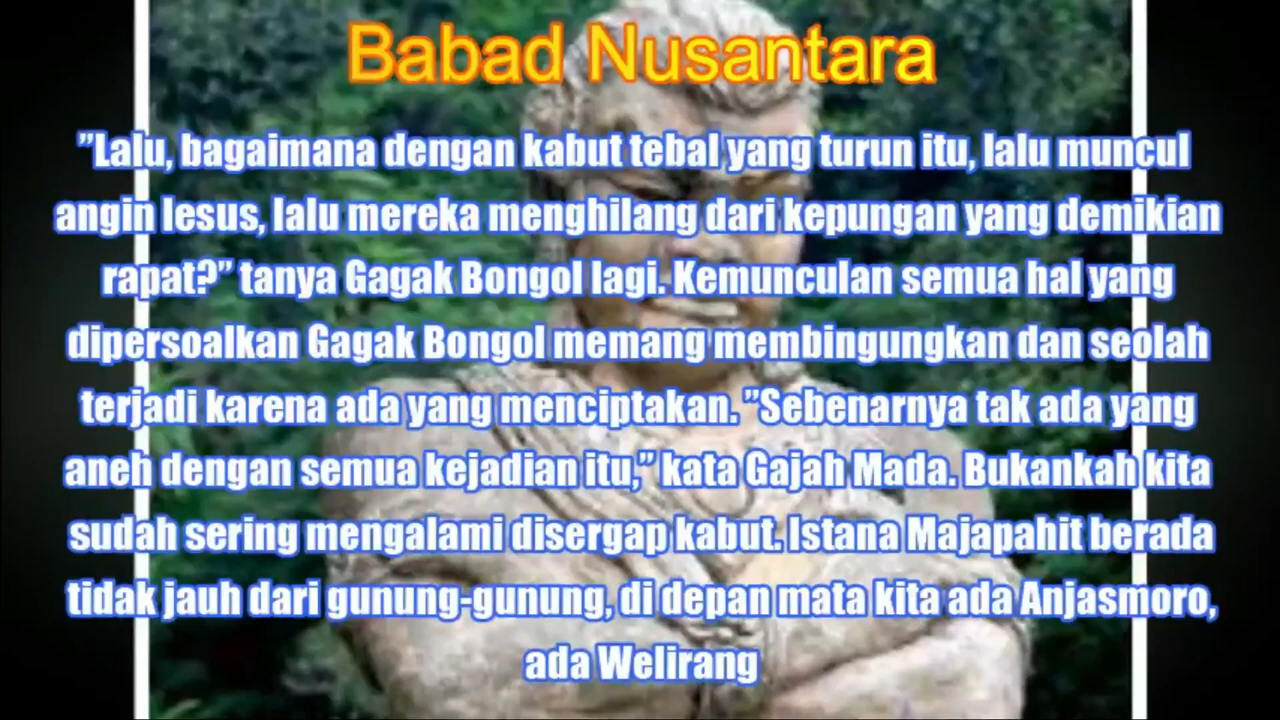 Babad Nusantara
”Lalu, bagaimana dengan kabut tebal yang turun itu, lalu muncul
angin lesus, lalu mereka menghilang dari kepungan yang demikian
rapat?” tanya Gagak Bongol lagi. Kemunculan semua hal yang
dipersoalkan Gagak Bongol memang membingungkan dan seolah
terjadi karena ada yang menciptakan. ”Sebenarnya tak ada yang
aneh dengan semua kejadian itu,” kata Gajah Mada. Bukankah kita
sudah sering mengalami disergap kabut. Istana Majapahit berada
tidak jauh dari gunung-gunung, di depan mata kita ada Anjasmoro,
ada Welirang